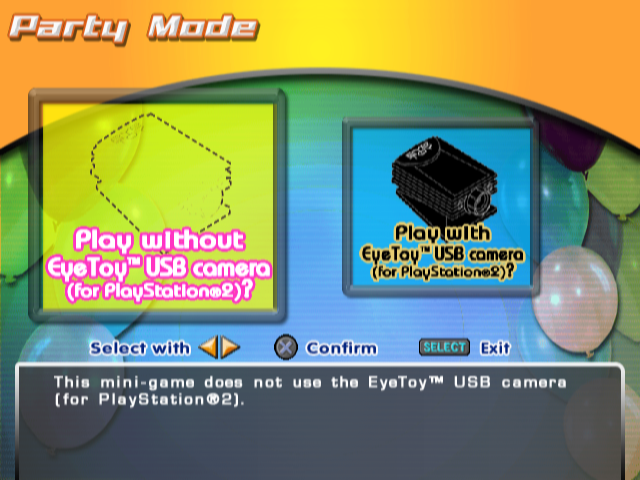 Party Mode
Play without
EyeToy™ USB camera
(for PlayStation®2)?
Play with
EyeToy™ USB camera
(for PlayStation®2)?
Select with
Confirm
SELECT Exit
This mini-game does not use the EyeToy™ USB camera
(for PlayStation®2).